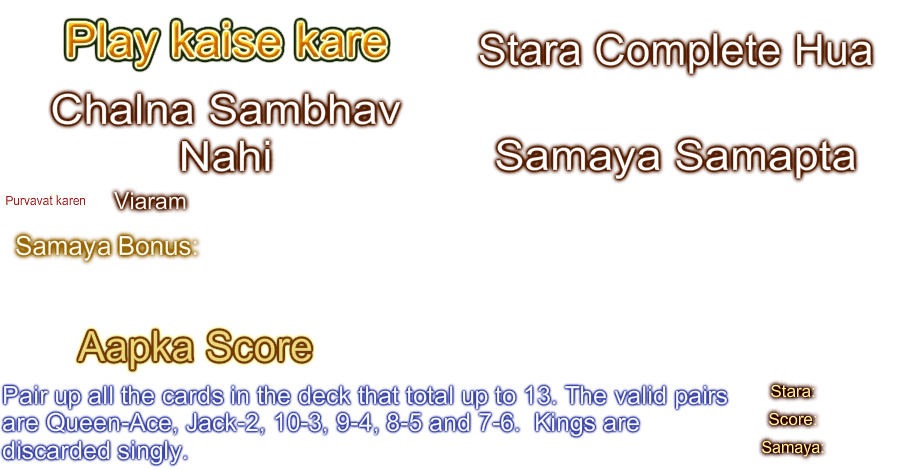 Play kaise kare
Stara Complete Hua
Chalna Sambhav
Nahi
Samaya Samapta
Purvavat karen
Viaram
Samaya Bonus:
Aapka Score
Pair up all the cards in the deck that total up to 13. The valid pairs
are Queen-Ace, Jack-2, 10-3, 9-4, 8-5 and 7-6.  Kings are
discarded singly.
Stara:
Score:
Samaya: